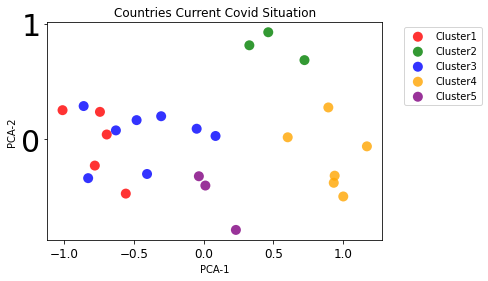 Countries Current Covid Situation
1
0
PCA-2
−1.0 −0.5 0.0 0.5 1.0
PCA-1
Cluster1
Cluster2
Cluster3
Cluster4
Cluster5